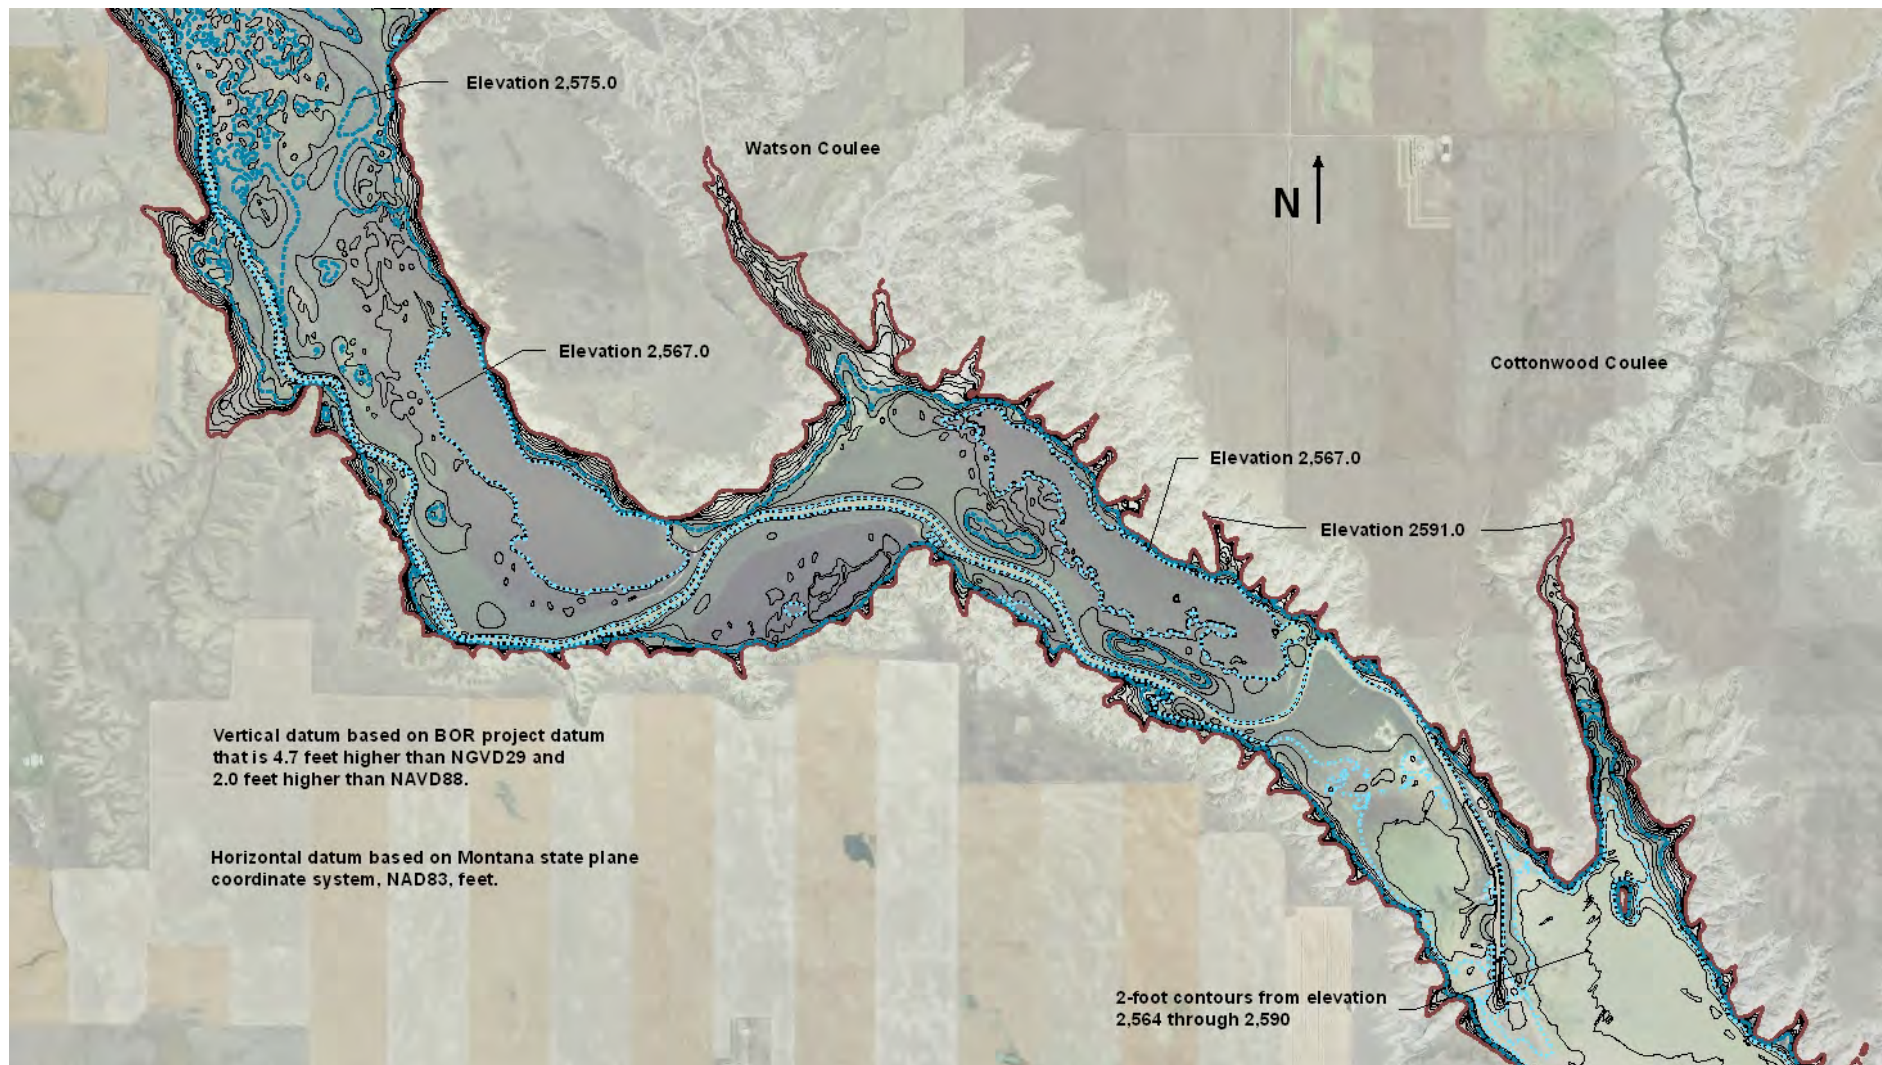 Elevation 2,575.0
Watson Coulee
N
Elevation 2,567.0
Cottonwood Coulee
Elevation 2,567.0
Elevation 2591.0
Vertical datum based on BOR project datum
that is 4.7 feet higher than NGVD29 and
2.0 feet higher than NAVD88.
Horizontal datum based on Montana state plane
coordinate system, NAD83, feet.
2-foot contours from elevation
2,564 through 2,590